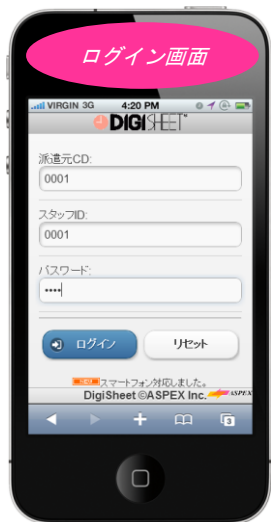 ログイン画面
VIRGIN 3G 4:20 PM
DIGISHEET™
派遣元CD:
0001
スタッフID:
0001
パスワード:
••••
ログイン リセット
スマートフォン対応しました。
DigiSheet ©ASPEX Inc. ASPEX
3